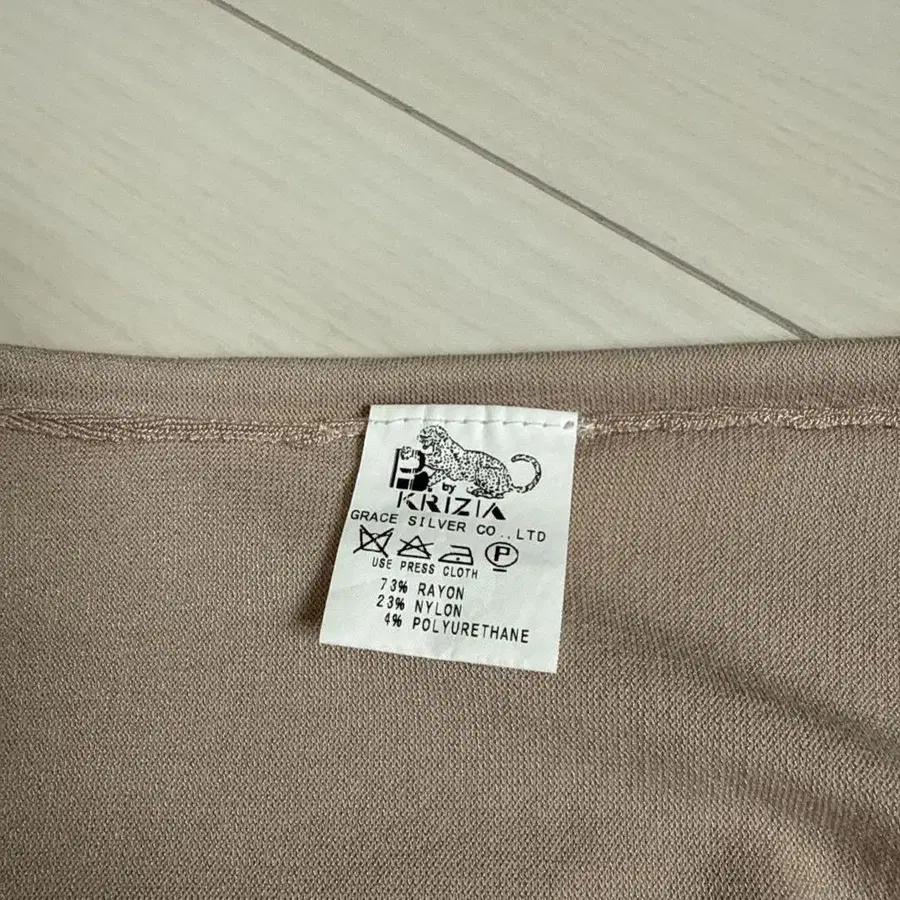 by
KRIZIA
GRACE SILVER CO.,LTD
P
USE PRESS CLOTH
73% RAYON
23% NYLON
4% POLYURETHANE